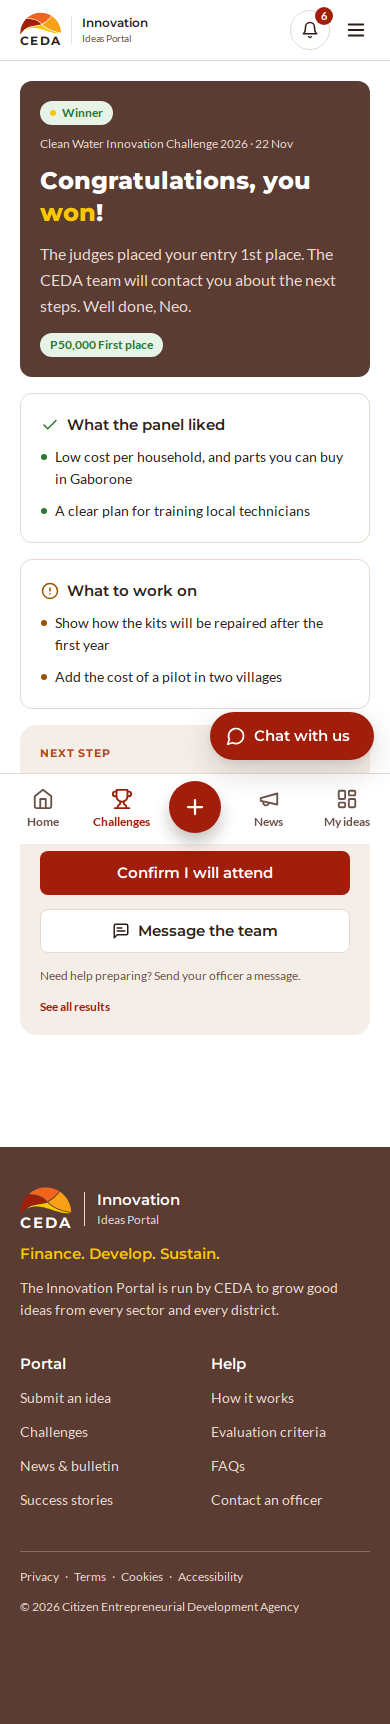 CEDA
Innovation
Ideas Portal
6
Winner
Clean Water Innovation Challenge 2026 · 22 Nov
Congratulations, you
won!
The judges placed your entry 1st place. The
CEDA team will contact you about the next
steps. Well done, Neo.
P50,000 First place
What the panel liked
Low cost per household, and parts you can buy
in Gaborone
A clear plan for training local technicians
What to work on
Show how the kits will be repaired after the
first year
Add the cost of a pilot in two villages
NEXT STEP
Chat with us
Home
Challenges
News
My ideas
Confirm I will attend
Message the team
Need help preparing? Send your officer a message.
See all results
CEDA
Innovation
Ideas Portal
Finance. Develop. Sustain.
The Innovation Portal is run by CEDA to grow good
ideas from every sector and every district.
Portal
Submit an idea
Challenges
News & bulletin
Success stories
Help
How it works
Evaluation criteria
FAQs
Contact an officer
Privacy · Terms · Cookies · Accessibility
© 2026 Citizen Entrepreneurial Development Agency